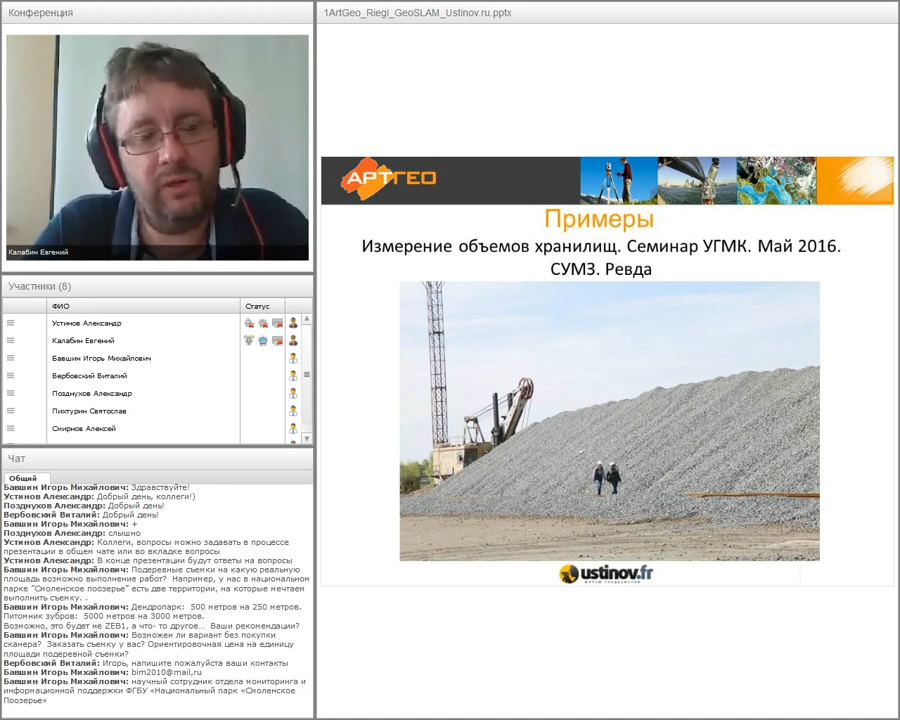 Конференция
Калабин Евгений
Участники (8)
ФИО
Статус
Устинов Александр
Калабин Евгений
Бавшин Игорь Михайлович
Вербовский Виталий
Позднухов Александр
Пихтурин Святослав
Смирнов Алексей
Чат
Общий
Бавшин Игорь Михайлович: Здравствуйте!
Устинов Александр: Добрый день, коллеги!)
Позднухов Александр: Добрый день!
Вербовский Виталий: Добрый день!
Бавшин Игорь Михайлович: +
Позднухов Александр: слышно
Устинов Александр: Коллеги, вопросы можно задавать в процессе
презентации в общем чате или во вкладке вопросы
Устинов Александр: В конце презентации будут ответы на вопросы
Бавшин Игорь Михайлович: Подеревные съемки на какую реальную
площадь возможно выполнение работ? Например, у нас в национальном
парке "Смоленское поозерье" есть две территории, на которые мечтаем
выполнить съемку. .
Бавшин Игорь Михайлович: Дендропарк: 500 метров на 250 метров.
Питомник зубров: 5000 метров на 3000 метров.
Возможно, это будет не ZEB1, а что- то другое... Ваши рекомендации?
Бавшин Игорь Михайлович: Возможен ли вариант без покупки
сканера? Заказать съемку у вас? Ориентировочная цена на единицу
площади подеревной съемки?
Вербовский Виталий: Игорь, напишите пожалуйста ваши контакты
Бавшин Игорь Михайлович: bim2010@mail,ru
Бавшин Игорь Михайлович: научный сотрудник отдела мониторинга и
информационной поддержки ФГБУ «Национальный парк «Смоленское
Поозерье»
1ArtGeo_Riegl_GeoSLAM_Ustinov.ru.pptx
АРТГЕО
Примеры
Измерение объемов хранилищ. Семинар УГМК. Май 2016.
СУМЗ. Ревда
ustinov.fr